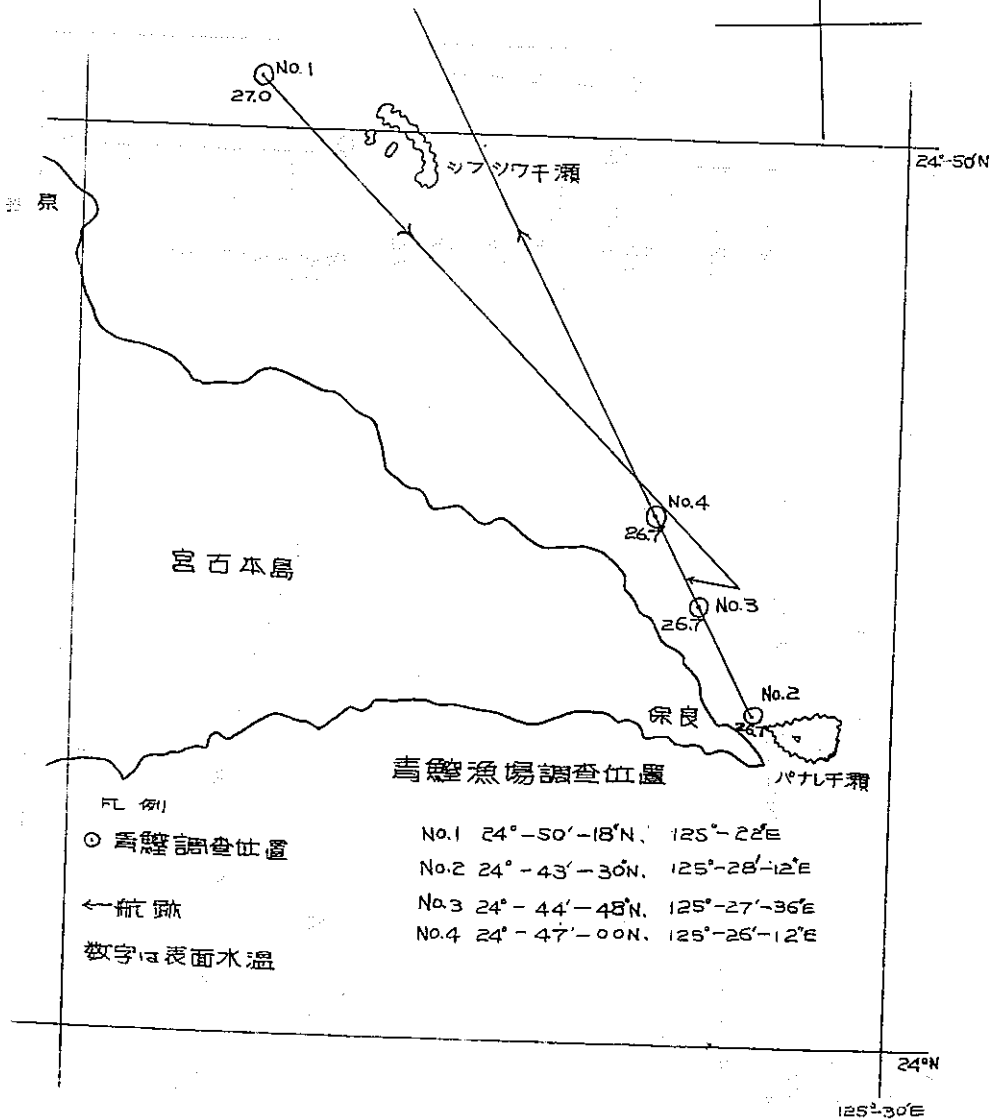 No.1
27.0
24°-50'N
シフツワ干瀬
原
No.4
26.7
宮古本島
No.3
26.7
No.2
26.7
保良
パナレ干瀬
青鱶漁場調査位置
凡例
⊙ 青鱶調査位置
←航跡
数字は表面水温
No.1 24°-50'-18"N, 125°-22'E
No.2 24°-43'-30"N, 125°-28'-12"E
No.3 24°-44'-48"N, 125°-27'-36"E
No.4 24°-47'-00N, 125°-26'-12"E
24°N
125°-30'E